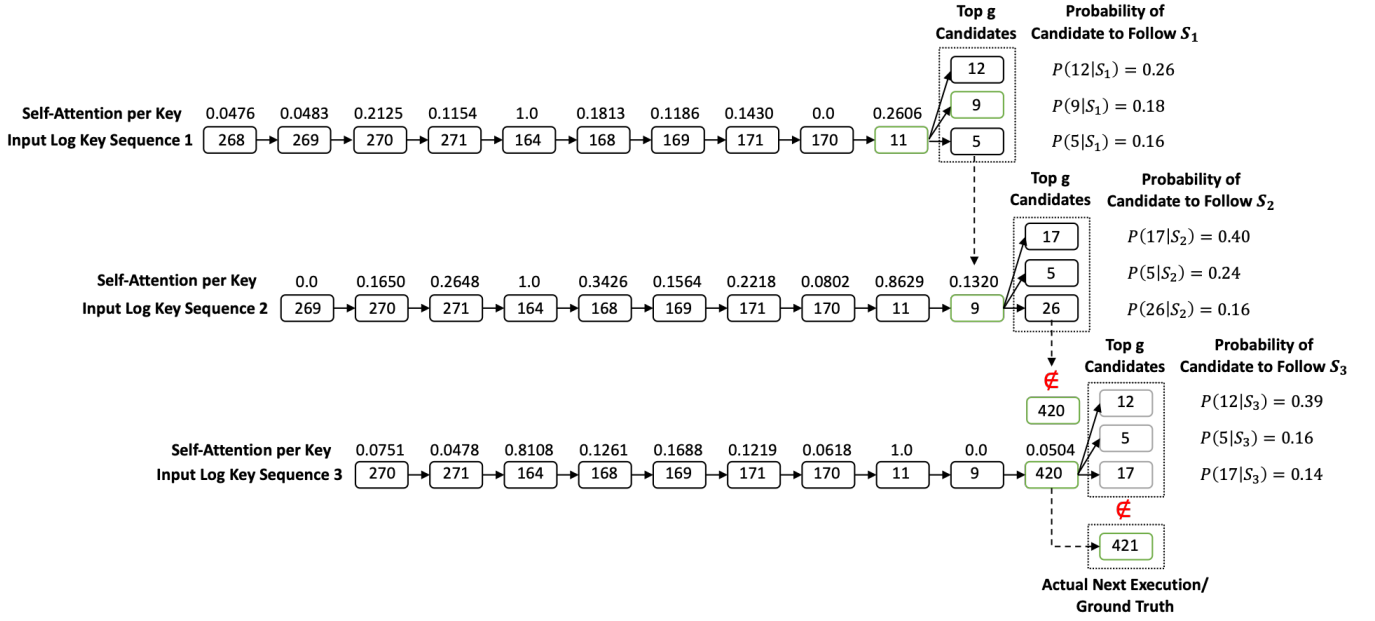 Top g Probability of
Candidates Candidate to Follow S₁
12 P(12|S₁) = 0.26
9 P(9|S₁) = 0.18
Self-Attention per Key 0.0476 0.0483 0.2125 0.1154 1.0 0.1813 0.1186 0.1430 0.0 0.2606
Input Log Key Sequence 1 268 269 270 271 164 168 169 171 170 11 5 P(5|S₁) = 0.16
Top g Probability of
Candidates Candidate to Follow S₂
17 P(17|S₂) = 0.40
Self-Attention per Key 0.0 0.1650 0.2648 1.0 0.3426 0.1564 0.2218 0.0802 0.8629 0.1320 5 P(5|S₂) = 0.24
Input Log Key Sequence 2 269 270 271 164 168 169 171 170 11 9 26 P(26|S₂) = 0.16
Top g Probability of
Candidates Candidate to Follow S₃
∉
420 12 P(12|S₃) = 0.39
5 P(5|S₃) = 0.16
Self-Attention per Key 0.0751 0.0478 0.8108 0.1261 0.1688 0.1219 0.0618 1.0 0.0 0.0504
Input Log Key Sequence 3 270 271 164 168 169 171 170 11 9 420 17 P(17|S₃) = 0.14
∉
421
Actual Next Execution/
Ground Truth